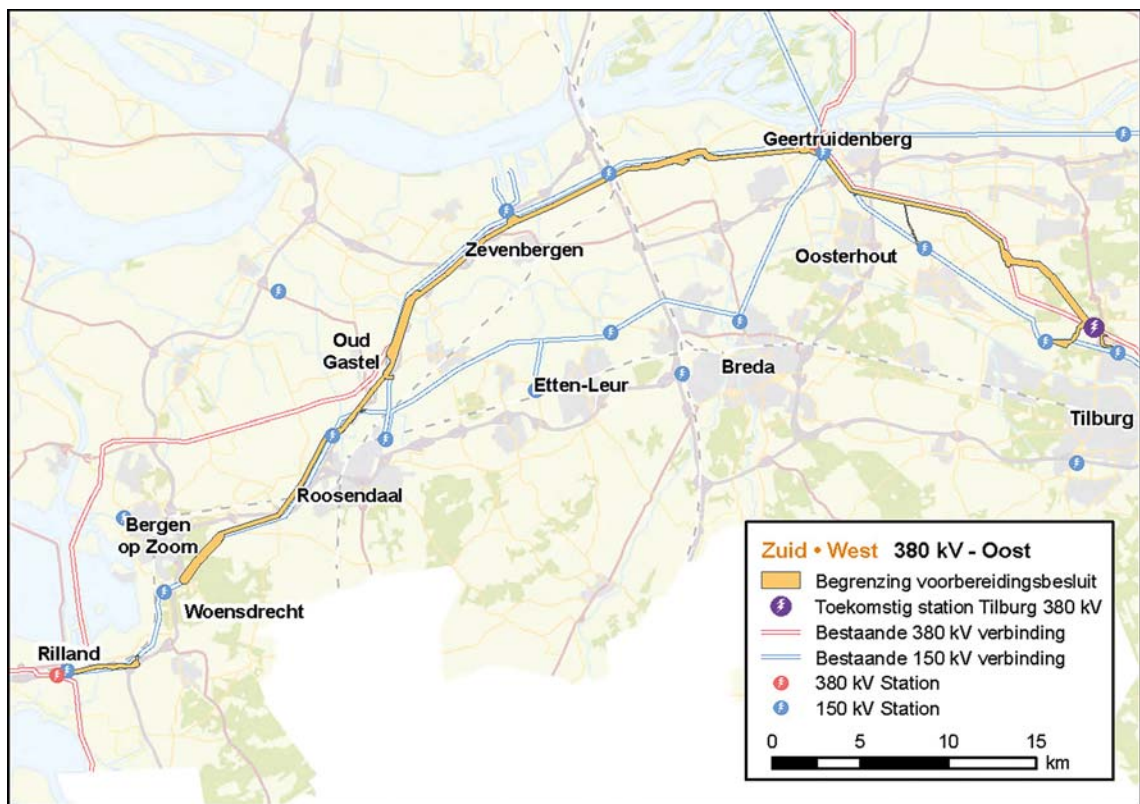 Geertruidenberg
Zevenbergen
Oosterhout
Oud
Gastel
Breda
Etten-Leur
Tilburg
Roosendaal
Bergen
op Zoom
Woensdrecht
Rilland
Zuid • West 380 kV - Oost
Begrenzing voorbereidingsbesluit
Toekomstig station Tilburg 380 kV
Bestaande 380 kV verbinding
Bestaande 150 kV verbinding
380 kV Station
150 kV Station
0 5 10 15
km